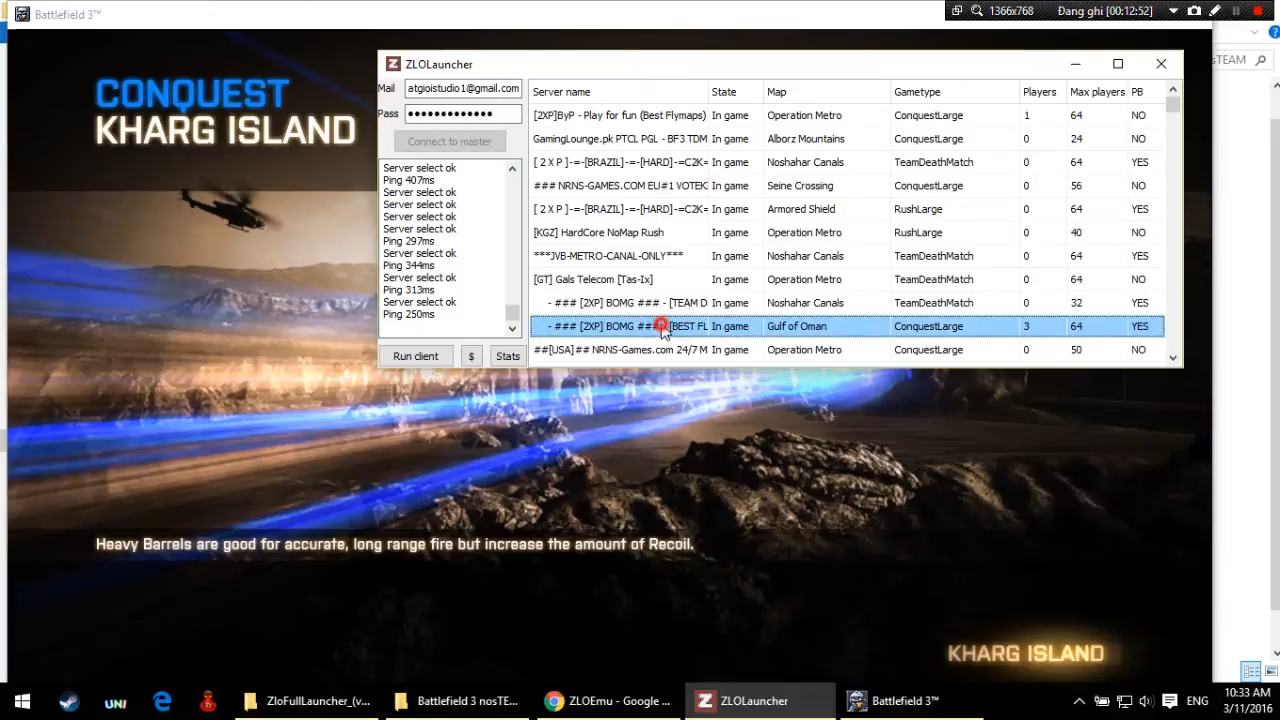 Battlefield 3™
1366x768
Đang ghi [00:12:52]
CONQUEST
KHARG ISLAND
ZLOLauncher
Mail atgioistudio1@gmail.com
Pass
Connect to master
Server select ok
Ping 407ms
Server select ok
Server select ok
Server select ok
Server select ok
Ping 297ms
Server select ok
Ping 344ms
Server select ok
Ping 313ms
Server select ok
Ping 250ms
Run client $ Stats
Server name State Map Gametype Players Max players PB
[2XP]ByP - Play for fun (Best Flymaps) In game Operation Metro ConquestLarge 1 64 NO
GamingLounge.pk PTCL PGL - BF3 TDM In game Alborz Mountains ConquestLarge 0 24 NO
[ 2 X P ]-=-[BRAZIL]-=-[HARD]-=C2K= In game Noshahar Canals TeamDeathMatch 0 64 YES
### NRNS-GAMES.COM EU#1 VOTEK In game Seine Crossing ConquestLarge 0 56 NO
[ 2 X P ]-=-[BRAZIL]-=-[HARD]-=C2K= In game Armored Shield RushLarge 0 64 YES
[KGZ] HardCore NoMap Rush In game Operation Metro RushLarge 0 40 NO
***JVB-METRO-CANAL-ONLY*** In game Noshahar Canals TeamDeathMatch 0 64 NO
[GT] Gals Telecom [Tas-Ix] In game Operation Metro TeamDeathMatch 0 64 NO
- ### [2XP] BOMG ### - [TEAM D In game Noshahar Canals TeamDeathMatch 0 32 YES
- ### [2XP] BOMG ## [BEST FL In game Gulf of Oman ConquestLarge 3 64 YES
##[USA]## NRNS-Games.com 24/7 M In game Operation Metro ConquestLarge 0 50 NO
sTEAM
Heavy Barrels are good for accurate, long range fire but increase the amount of Recoil.
KHARG ISLAND
UNI
ZloFullLauncher_(v...
Battlefield 3 nosTE...
ZLOEmu - Google ...
ZLOLauncher
Battlefield 3™
ENG
10:33 AM
3/11/2016